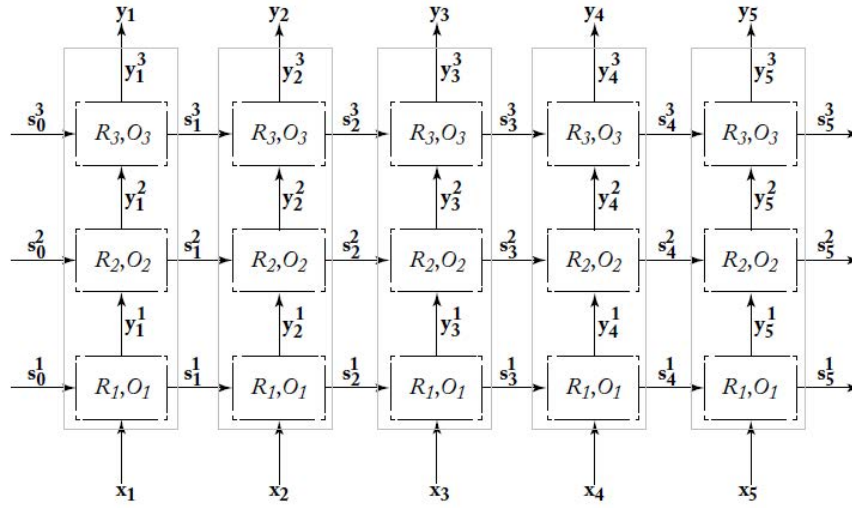 y₁ y₂ y₃ y₄ y₅
y₁³ y₂³ y₃³ y₄³ y₅³
s₀³ R₃,O₃ s₁³ R₃,O₃ s₂³ R₃,O₃ s₃³ R₃,O₃ s₄³ R₃,O₃ s₅³
y₁² y₂² y₃² y₄² y₅²
s₀² R₂,O₂ s₁² R₂,O₂ s₂² R₂,O₂ s₃² R₂,O₂ s₄² R₂,O₂ s₅²
y₁¹ y₂¹ y₃¹ y₄¹ y₅¹
s₀¹ R₁,O₁ s₁¹ R₁,O₁ s₂¹ R₁,O₁ s₃¹ R₁,O₁ s₄¹ R₁,O₁ s₅¹
x₁ x₂ x₃ x₄ x₅